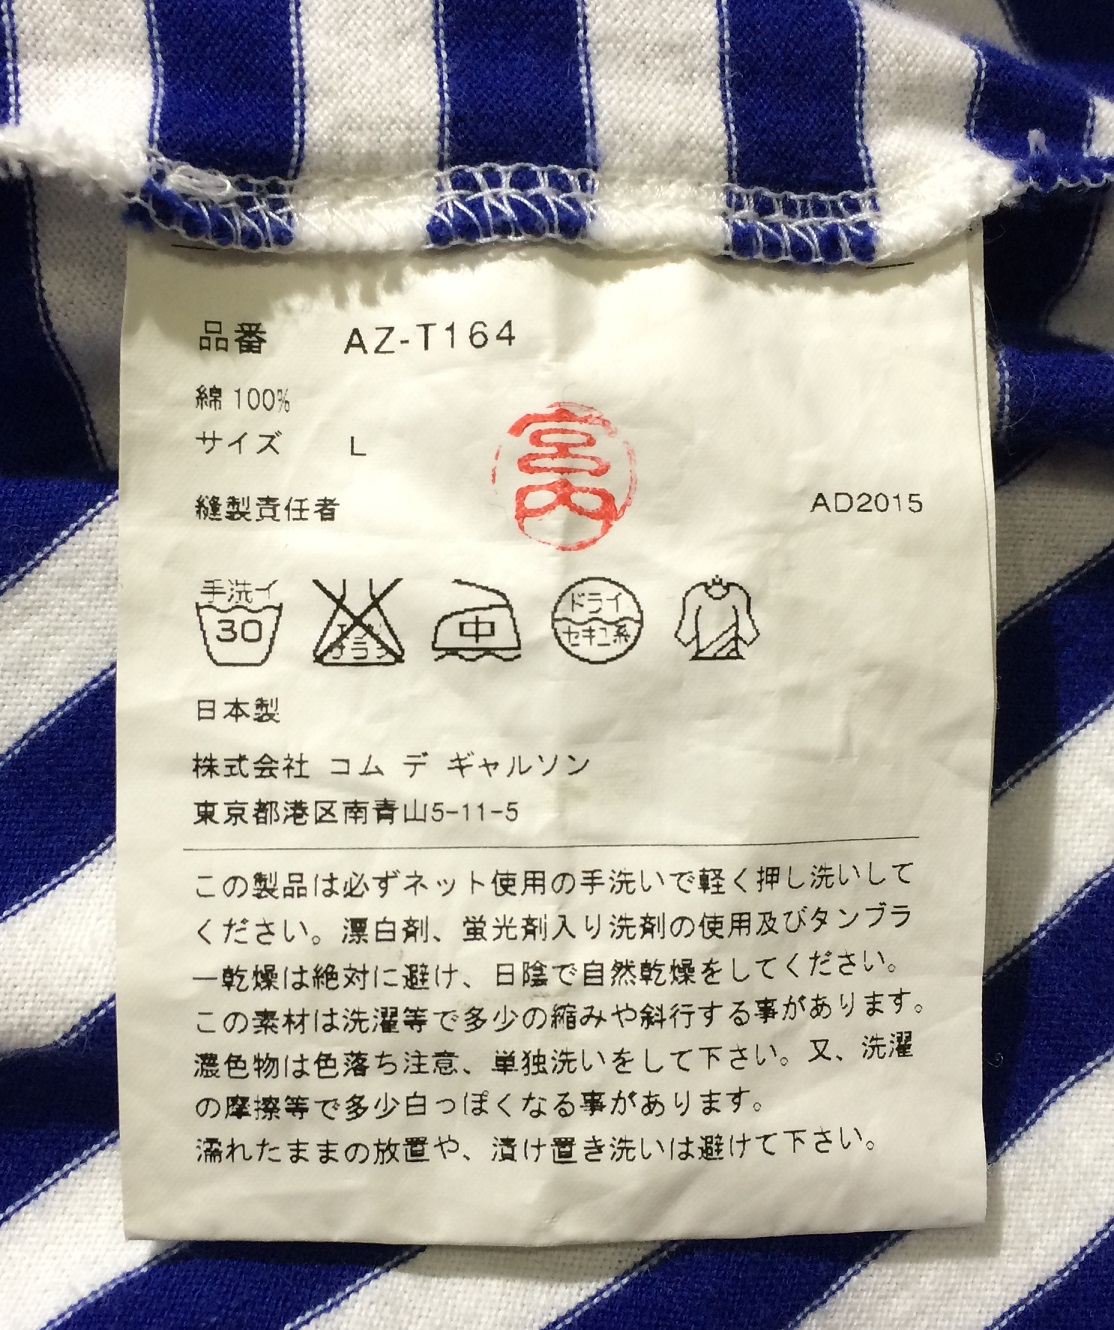 品番 AZ-T164
綿 100%
サイズ L
宮内
縫製責任者 AD2015
手洗イ 30
エンソ サラシ
中
ドライ セキユ系
日本製
株式会社 コム デ ギャルソン
東京都港区南青山5-11-5
この製品は必ずネット使用の手洗いで軽く押し洗いして
ください。漂白剤、蛍光剤入り洗剤の使用及びタンブラ
ー乾燥は絶対に避け、日陰で自然乾燥をしてください。
この素材は洗濯等で多少の縮みや斜行する事があります。
濃色物は色落ち注意、単独洗いをして下さい。又、洗濯
の摩擦等で多少白っぽくなる事があります。
濡れたままの放置や、漬け置き洗いは避けて下さい。